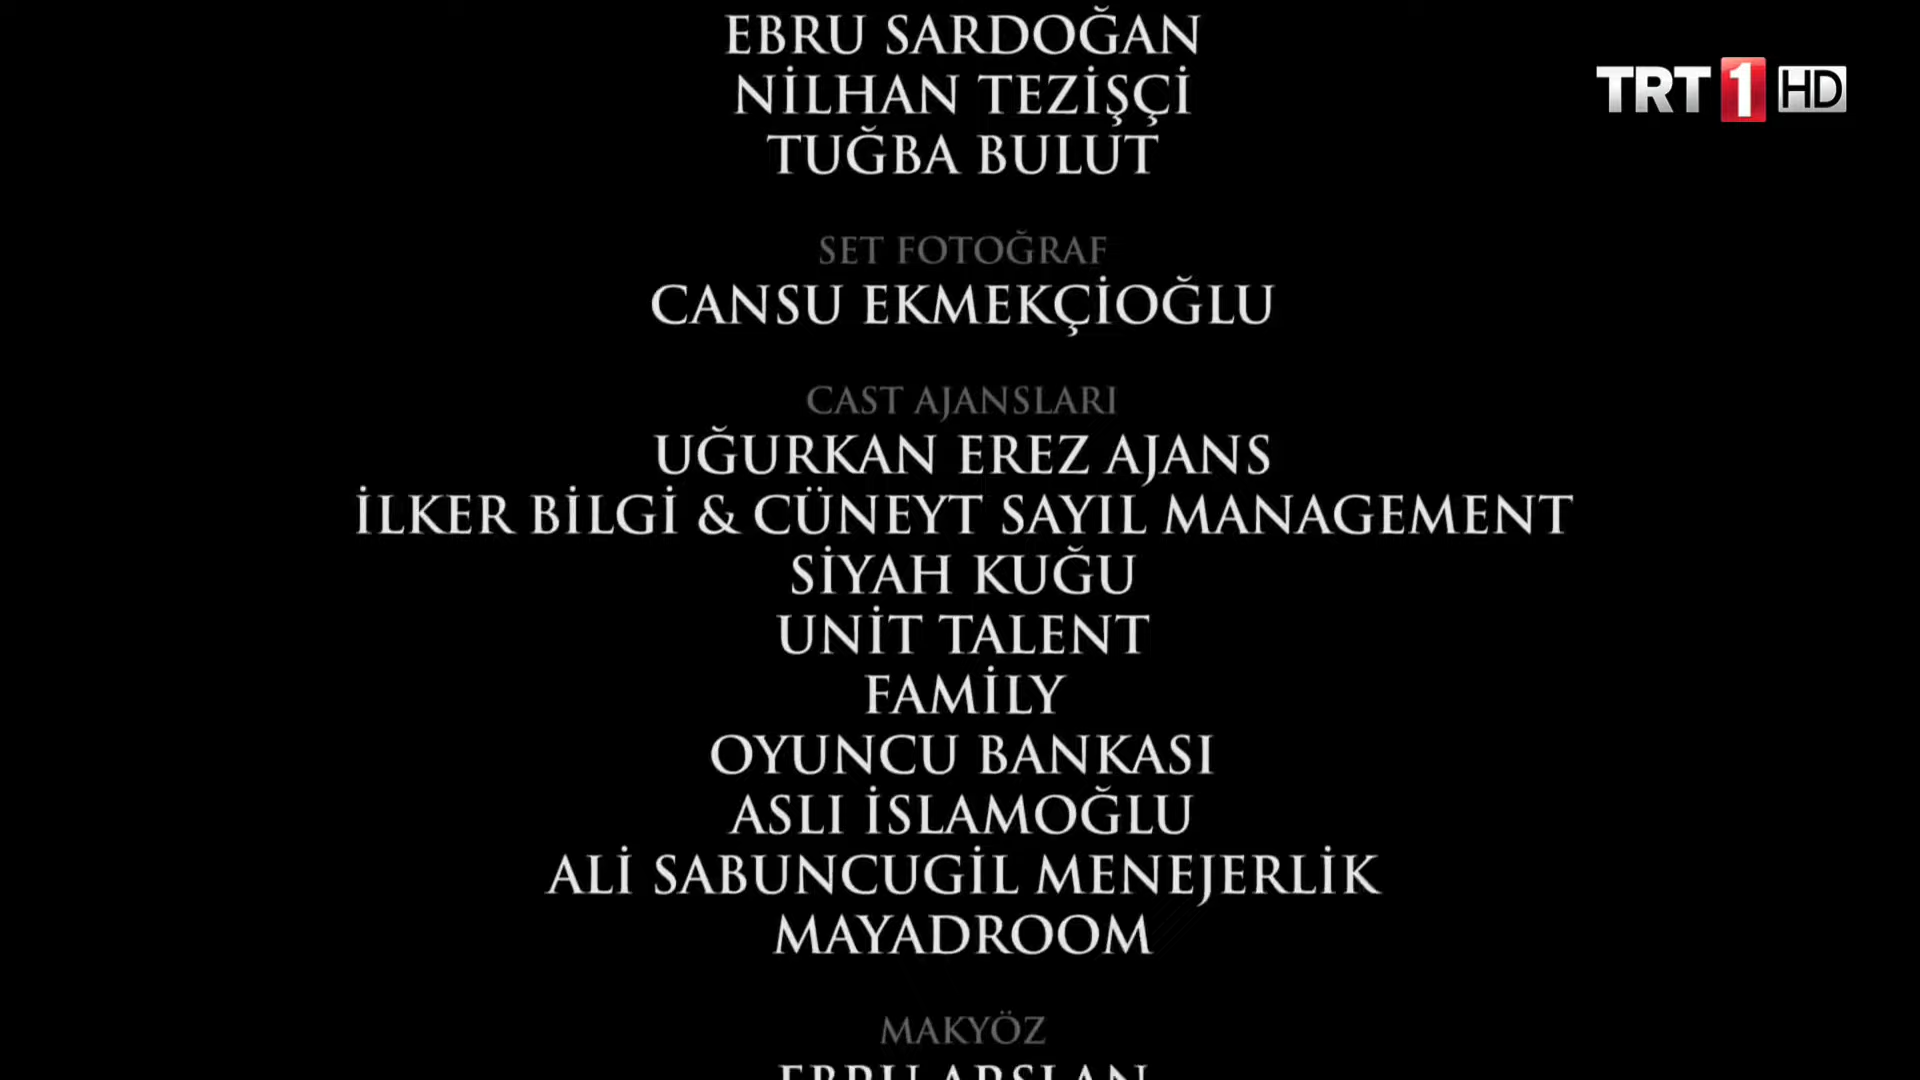 EBRU SARDOĞAN
NİLHAN TEZİŞÇİ
TUĞBA BULUT
TRT 1 HD
SET FOTOĞRAF
CANSU EKMEKÇİOĞLU
CAST AJANSLARI
UĞURKAN EREZ AJANS
İLKER BİLGİ & CÜNEYT SAYIL MANAGEMENT
SİYAH KUĞU
UNİT TALENT
FAMİLY
OYUNCU BANKASI
ASLI İSLAMOĞLU
ALİ SABUNCUGİL MENEJERLİK
MAYADROOM
MAKYÖZ
EBRU ARSLAN